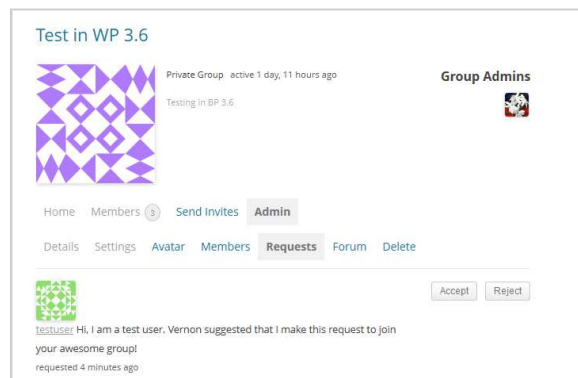 Test in WP 3.6
Private Group active 1 day, 11 hours ago
Group Admins
Testing in BP 3.6
Home Members 3 Send Invites Admin
Details Settings Avatar Members Requests Forum Delete
Accept Reject
testuser Hi, I am a test user. Vernon suggested that I make this request to join
your awesome group!
requested 4 minutes ago